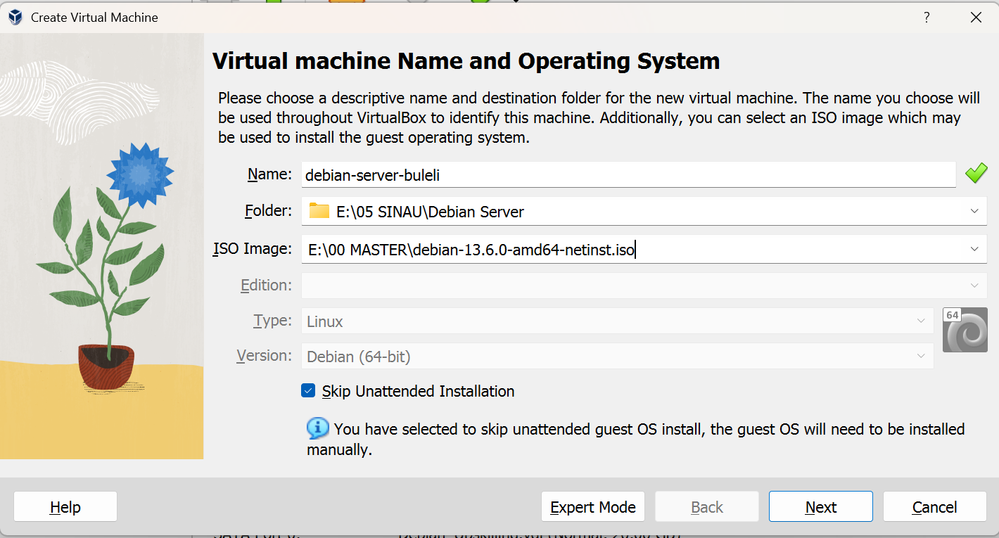 Create Virtual Machine
?
Virtual machine Name and Operating System
Please choose a descriptive name and destination folder for the new virtual machine. The name you choose will
be used throughout VirtualBox to identify this machine. Additionally, you can select an ISO image which may
be used to install the guest operating system.
Name: debian-server-buleli
Folder: E:\05 SINAU\Debian Server
ISO Image: E:\00 MASTER\debian-13.6.0-amd64-netinst.iso
Edition:
Type: Linux
64
Version: Debian (64-bit)
Skip Unattended Installation
You have selected to skip unattended guest OS install, the guest OS will need to be installed
manually.
Help Expert Mode Back Next Cancel